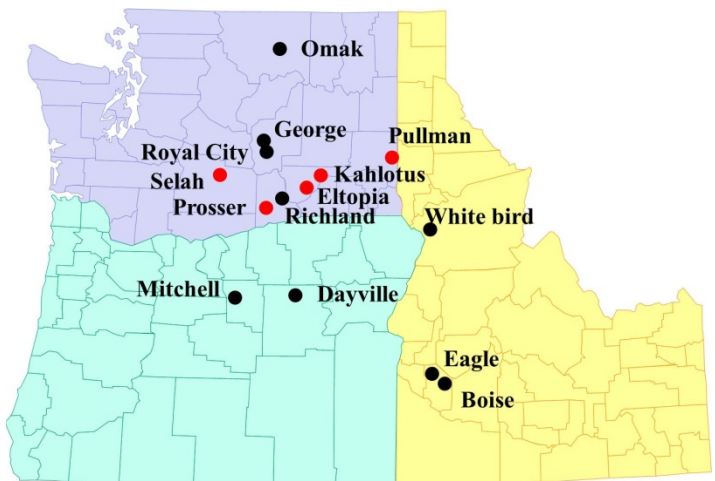 Omak
George
Pullman
Royal City
Kahlotus
Selah
Eltopia
Prosser
Richland
White bird
Mitchell
Dayville
Eagle
Boise